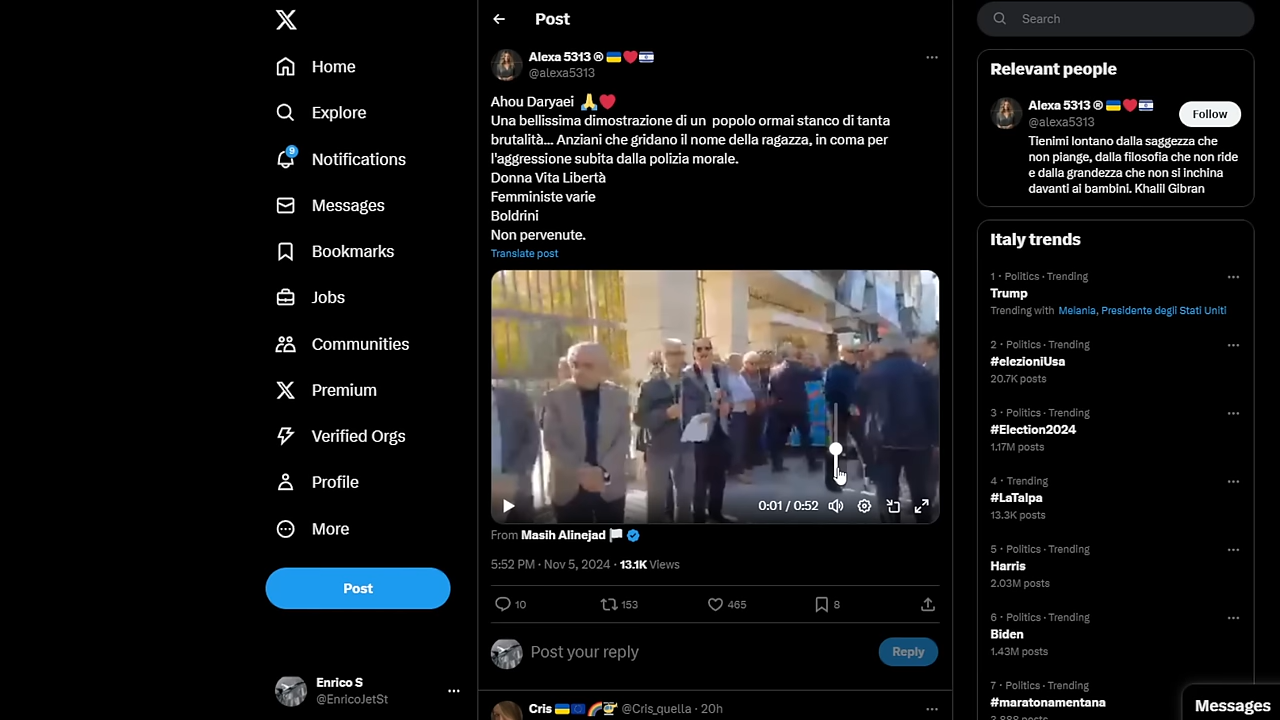 Home
Explore
9
Notifications
Messages
Bookmarks
Jobs
Communities
Premium
Verified Orgs
Profile
More
Post
Enrico S
@EnricoJetSt
Post
Alexa 5313 ® 🇺🇦❤️🇮🇱
@alexa5313
Ahou Daryaei 🙏❤️
Una bellissima dimostrazione di un popolo ormai stanco di tanta
brutalità... Anziani che gridano il nome della ragazza, in coma per
l'aggressione subita dalla polizia morale.
Donna Vita Libertà
Femministe varie
Boldrini
Non pervenute.
Translate post
0:01 / 0:52
From Masih Alinejad 🏳️
5:52 PM · Nov 5, 2024 · 13.1K Views
10 153 465 8
Post your reply
Reply
Cris 🇺🇦🇪🇺🌈 @Cris_quella · 20h
Search
Relevant people
Alexa 5313 ® 🇺🇦❤️🇮🇱
@alexa5313
Follow
Tienimi lontano dalla saggezza che
non piange, dalla filosofia che non ride
e dalla grandezza che non si inchina
davanti ai bambini. Khalil Gibran
Italy trends
1 · Politics · Trending
Trump
Trending with Melania, Presidente degli Stati Uniti
2 · Politics · Trending
#elezioniUsa
20.7K posts
3 · Politics · Trending
#Election2024
1.17M posts
4 · Trending
#LaTalpa
13.3K posts
5 · Politics · Trending
Harris
2.03M posts
6 · Politics · Trending
Biden
1.43M posts
7 · Politics · Trending
#maratonamentana
Messages